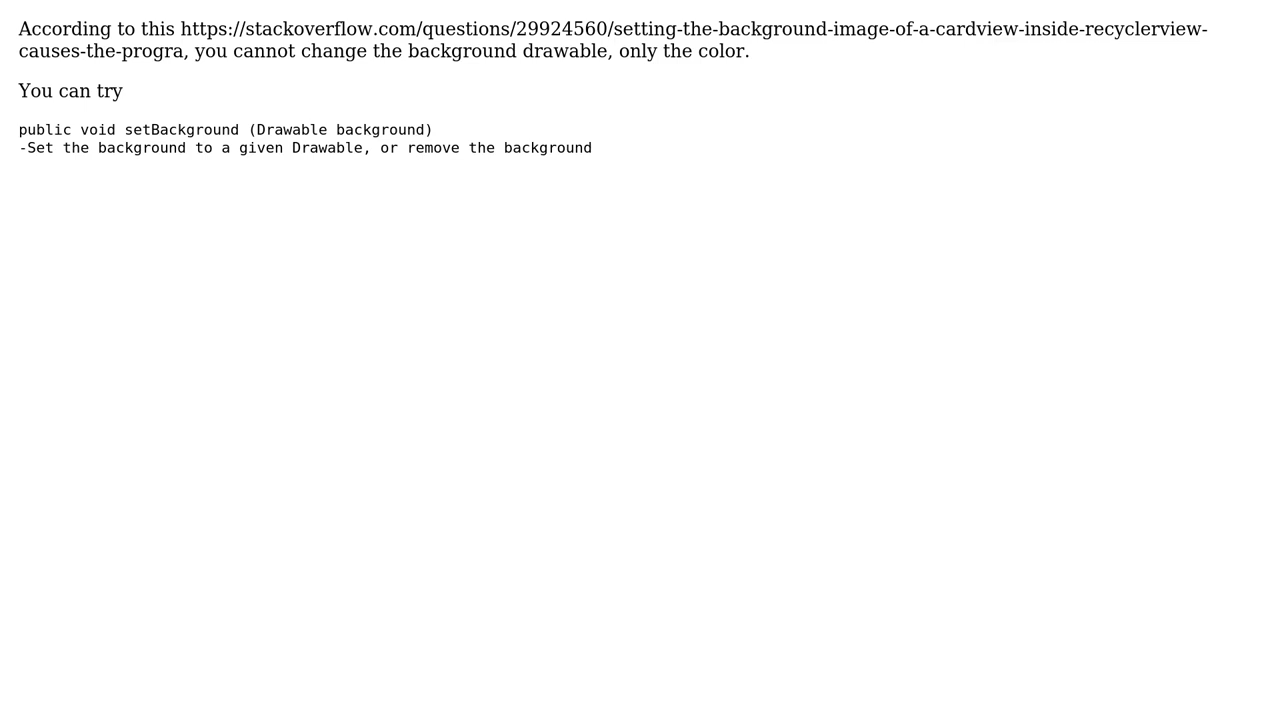 According to this https://stackoverflow.com/questions/29924560/setting-the-background-image-of-a-cardview-inside-recyclerview-
causes-the-progra, you cannot change the background drawable, only the color.
You can try
public void setBackground (Drawable background)
-Set the background to a given Drawable, or remove the background